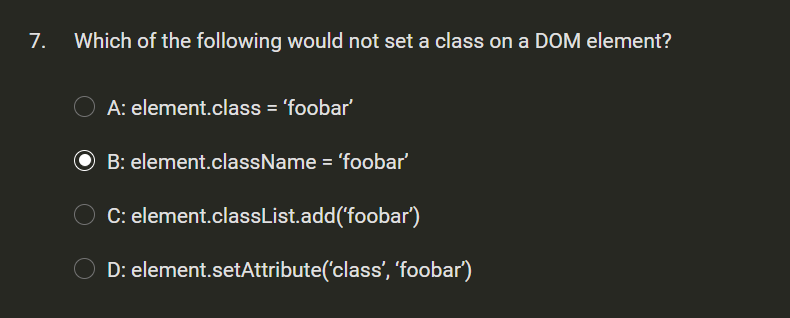 7. Which of the following would not set a class on a DOM element?
A: element.class = ‘foobar’
B: element.className = ‘foobar’
C: element.classList.add(‘foobar’)
D: element.setAttribute(‘class’, ‘foobar’)